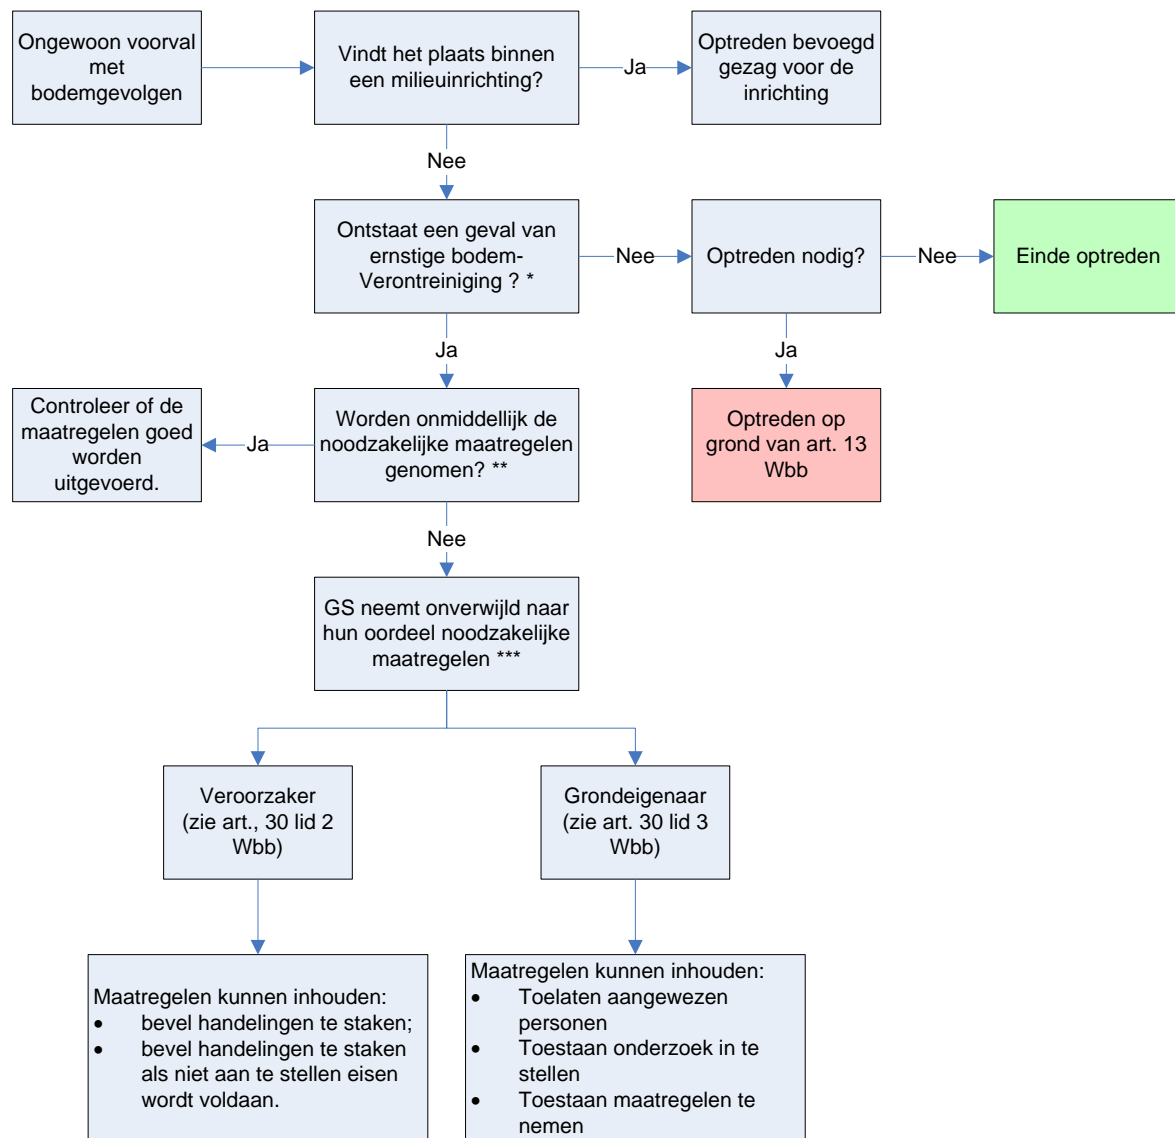 Ongewoon voorval
met
bodemgevolgen
Vindt het plaats binnen
een milieuinrichting?
Ja
Optreden bevoegd
gezag voor de
inrichting
Nee
Ontstaat een geval van
ernstige bodem-
Verontreiniging ? *
Nee
Optreden nodig?
Nee
Einde optreden
Ja
Ja
Controleer of de
maatregelen goed
worden
uitgevoerd.
Ja
Worden onmiddellijk de
noodzakelijke maatregelen
genomen? **
Optreden op
grond van art. 13
Wbb
Nee
GS neemt onverwijld naar
hun oordeel noodzakelijke
maatregelen ***
Veroorzaker
(zie art., 30 lid 2
Wbb)
Grondeigenaar
(zie art. 30 lid 3
Wbb)
Maatregelen kunnen inhouden:
• bevel handelingen te staken;
• bevel handelingen te staken
als niet aan te stellen eisen
wordt voldaan.
Maatregelen kunnen inhouden:
• Toelaten aangewezen
personen
• Toestaan onderzoek in te
stellen
• Toestaan maatregelen te
nemen